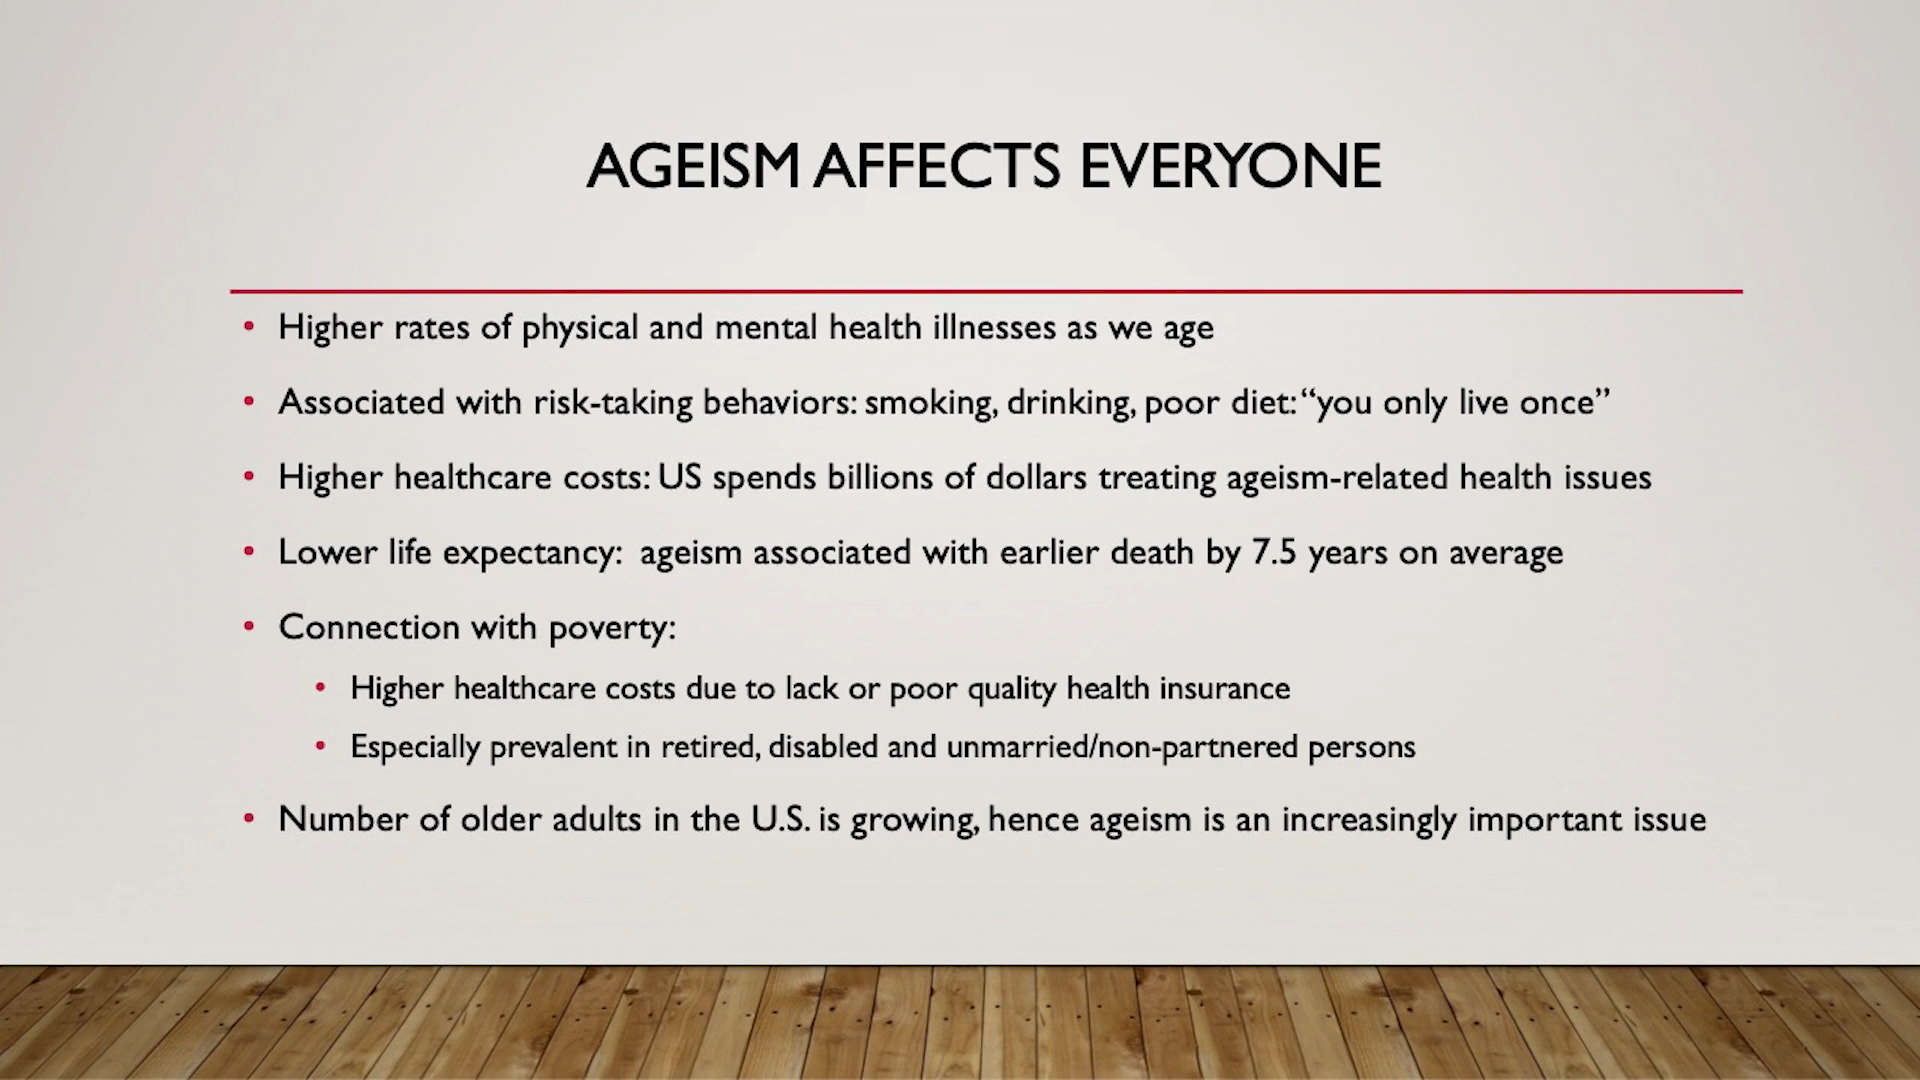 AGEISM AFFECTS EVERYONE
• Higher rates of physical and mental health illnesses as we age
• Associated with risk-taking behaviors: smoking, drinking, poor diet: “you only live once”
• Higher healthcare costs: US spends billions of dollars treating ageism-related health issues
• Lower life expectancy:  ageism associated with earlier death by 7.5 years on average
• Connection with poverty:
• Higher healthcare costs due to lack or poor quality health insurance
• Especially prevalent in retired, disabled and unmarried/non-partnered persons
• Number of older adults in the U.S. is growing, hence ageism is an increasingly important issue